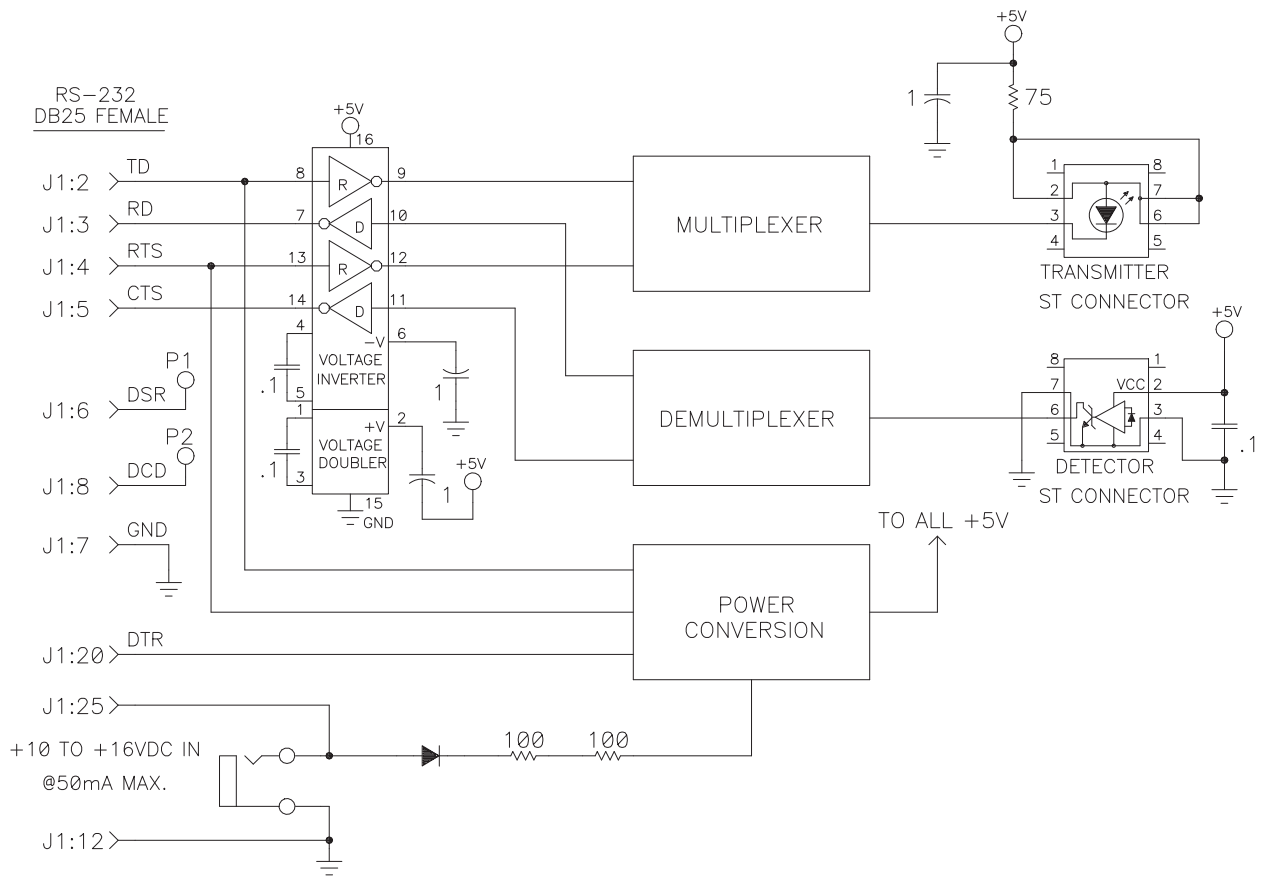 RS-232
DB25 FEMALE
J1:2
TD
J1:3
RD
J1:4
RTS
J1:5
CTS
P1
J1:6
DSR
P2
J1:8
DCD
J1:7
GND
J1:20
DTR
J1:25
+10 TO +16VDC IN
@50mA MAX.
J1:12
+5V
16
8
R
9
7
D
10
13
R
12
14
D
11
4
-V
6
VOLTAGE
INVERTER
.1
5
1
1
+V
2
VOLTAGE
DOUBLER
.1
3
1
+5V
15
GND
MULTIPLEXER
DEMULTIPLEXER
POWER
CONVERSION
TO ALL +5V
100
100
+5V
1
75
1
8
2
7
3
6
4
5
TRANSMITTER
ST CONNECTOR
+5V
8
1
7
VCC
2
6
3
5
4
.1
DETECTOR
ST CONNECTOR